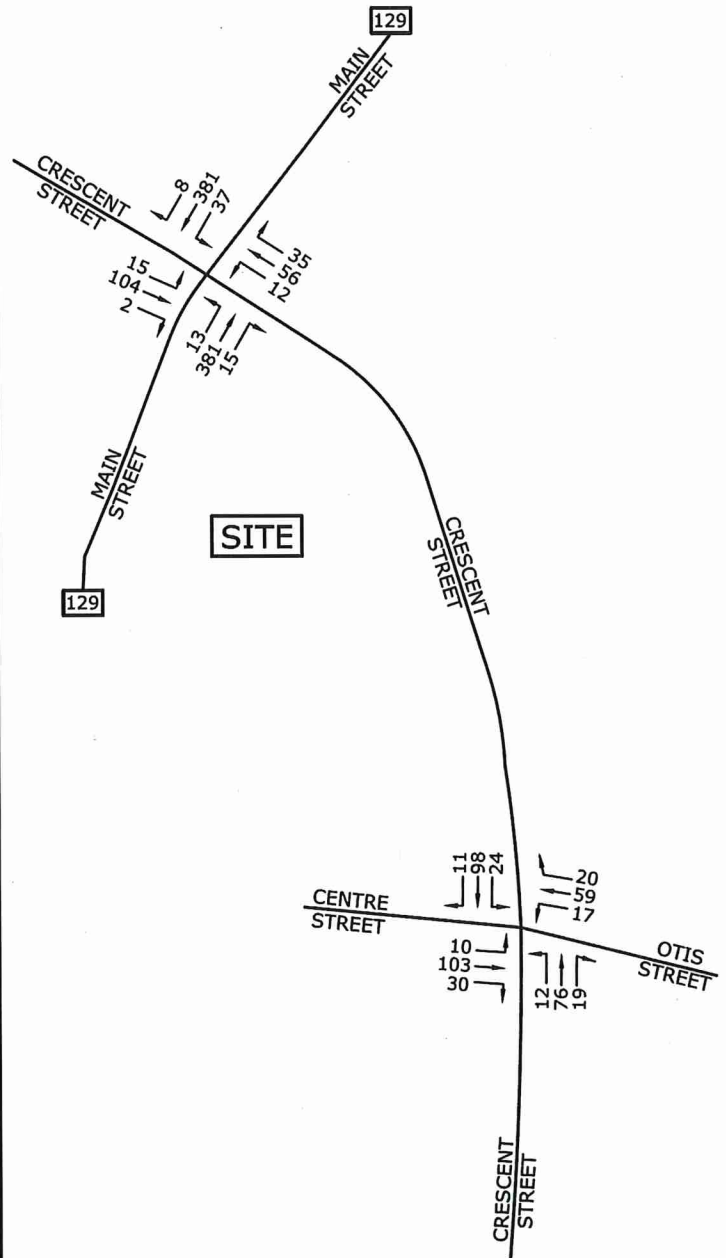 129
MAIN
STREET
CRESCENT
STREET
8
381
37
35
56
12
15
104
2
13
381
15
MAIN
STREET
SITE
129
CRESCENT
STREET
11
98
24
20
59
17
CENTRE
STREET
10
103
30
12
76
19
OTIS
STREET
CRESCENT
STREET